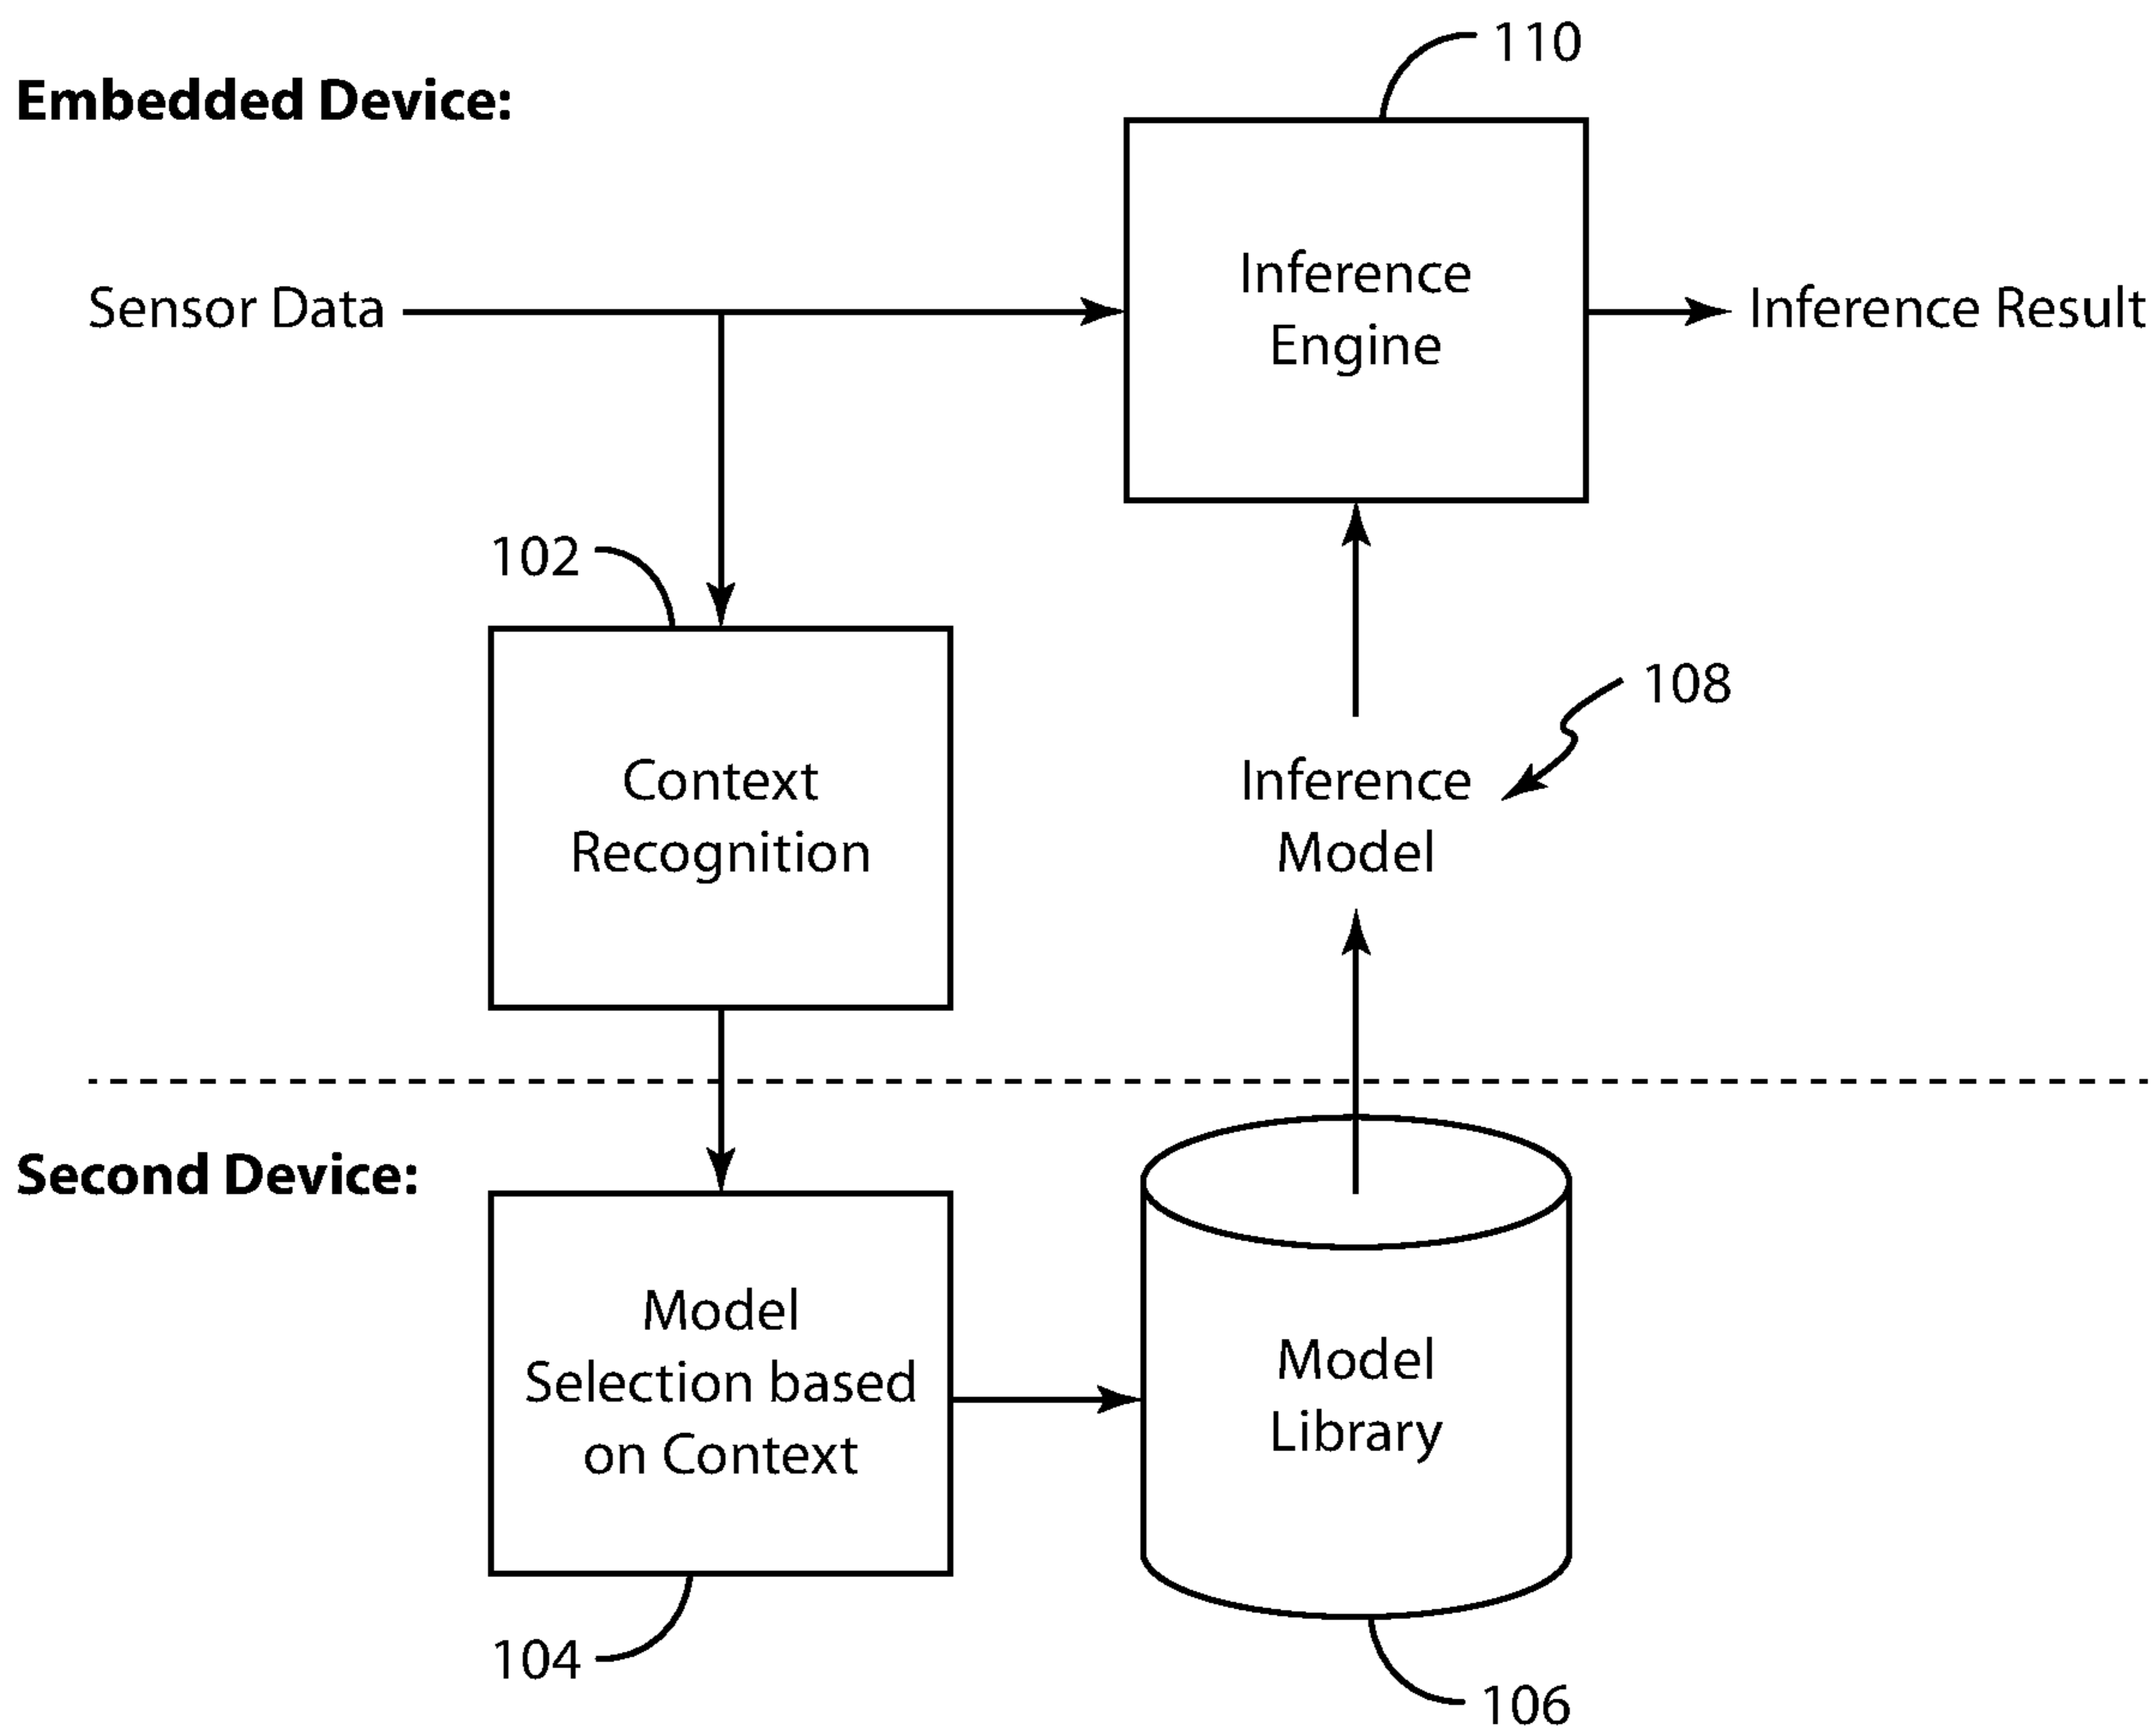 110
Embedded Device:
Inference
Engine
Sensor Data
Inference Result
102
108
Context
Recognition
Inference
Model
Second Device:
Model
Selection based
on Context
Model
Library
104
106